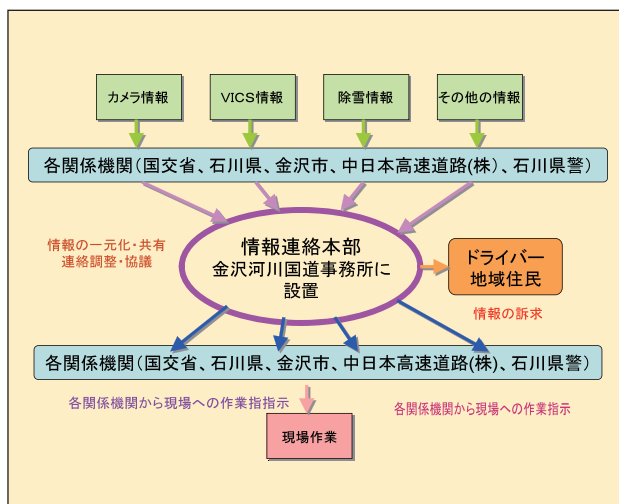 カメラ情報
VICS情報
除雪情報
その他の情報
各関係機関(国交省、石川県、金沢市、中日本高速道路(株)、石川県警)
情報の一元化・共有
連絡調整・協議
情報連絡本部
金沢河川国道事務所に
設置
ドライバー
地域住民
情報の訴求
各関係機関(国交省、石川県、金沢市、中日本高速道路(株)、石川県警)
各関係機関から現場への作業指指示
各関係機関から現場への作業指示
現場作業